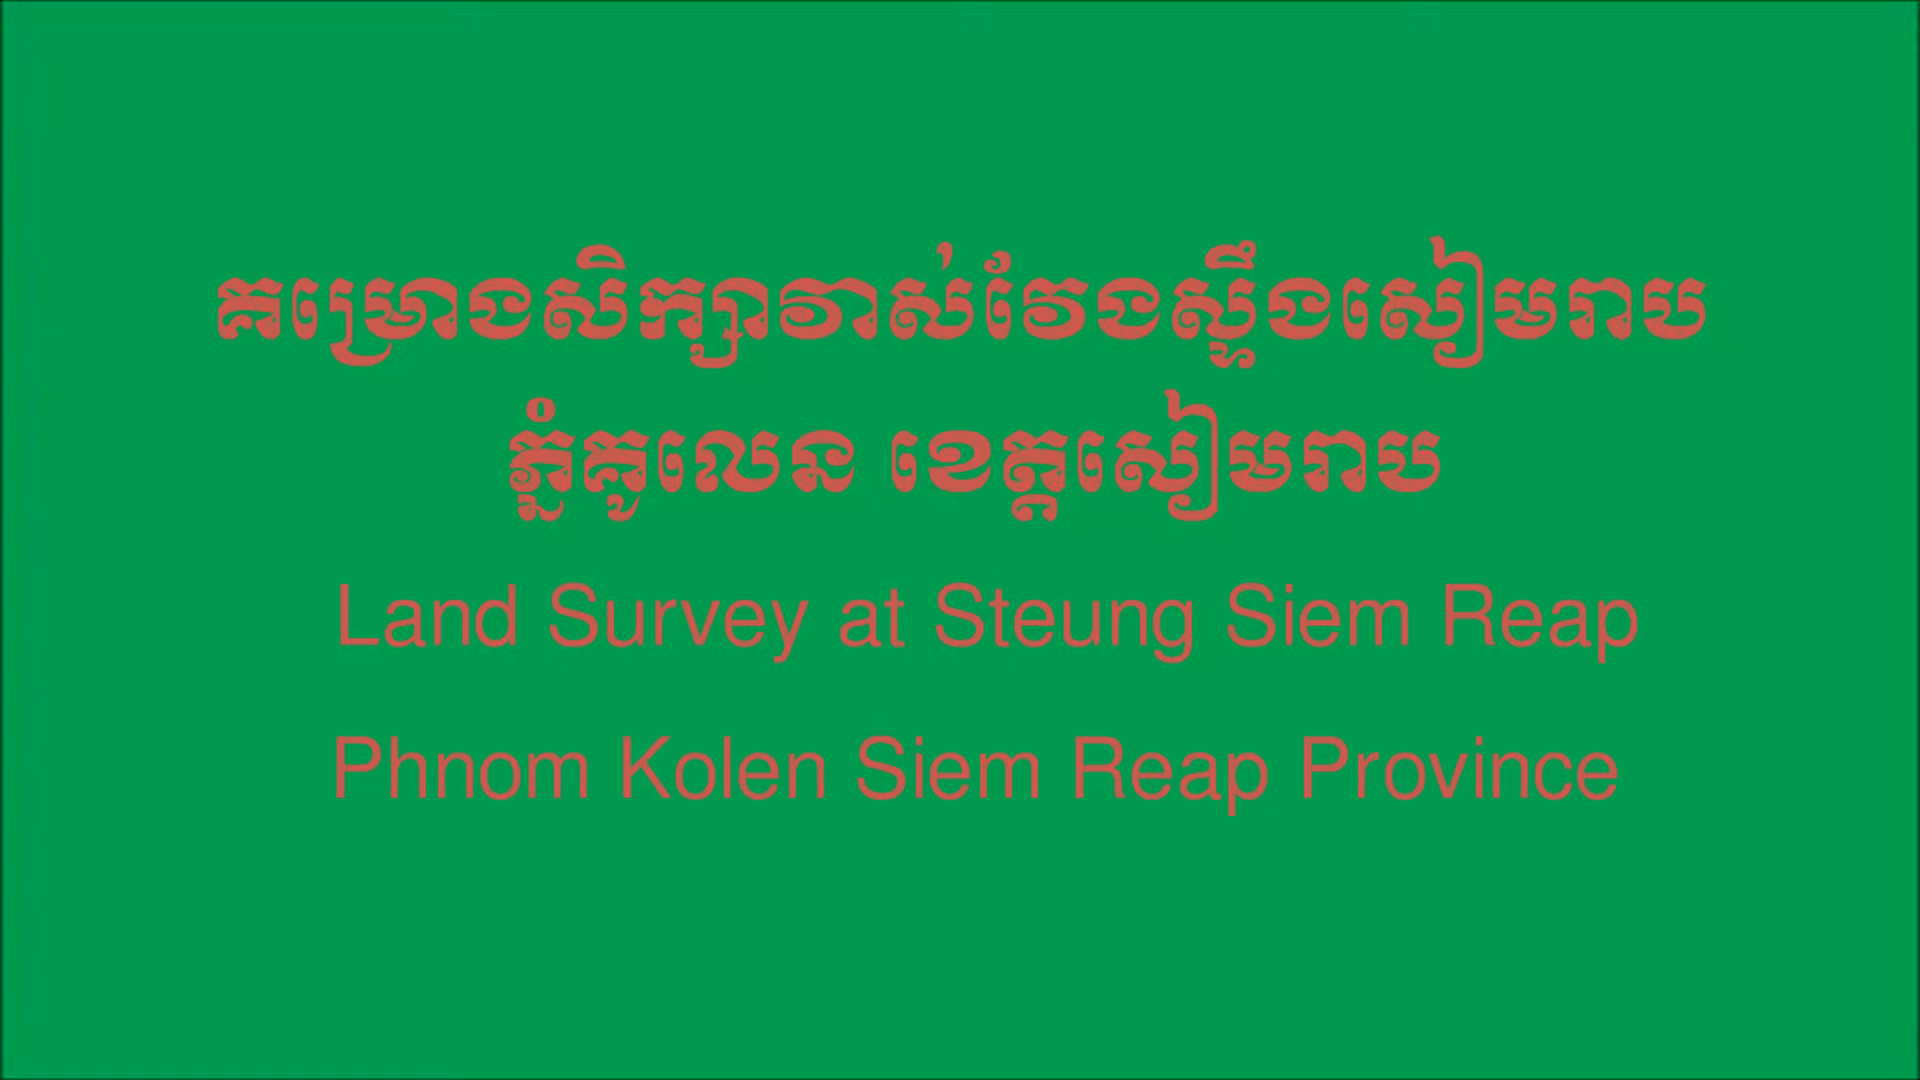 គម្រោងសិក្សាវាស់វែងស្ទឹងសៀមរាប
ភ្នំគូលេន ខេត្តសៀមរាប
Land Survey at Steung Siem Reap
Phnom Kolen Siem Reap Province